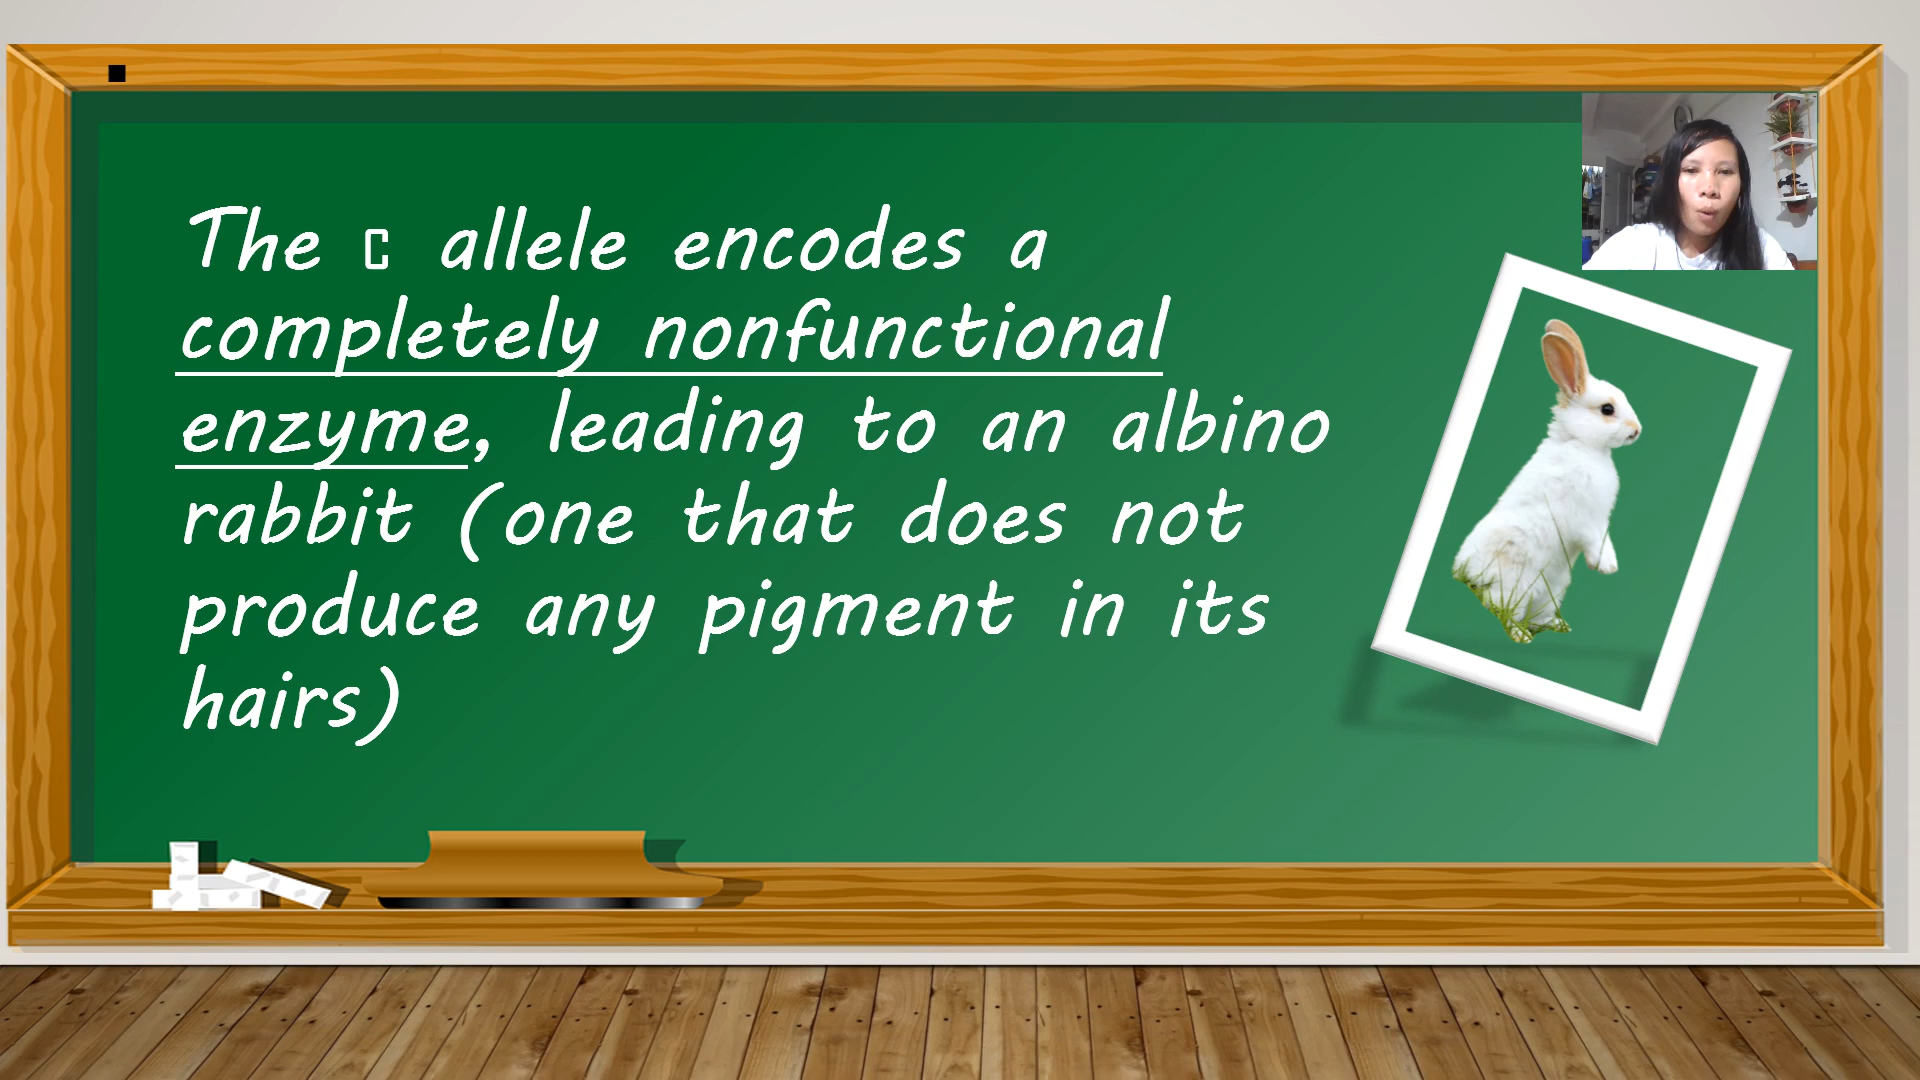 The c allele encodes a
completely nonfunctional
enzyme, leading to an albino
rabbit (one that does not
produce any pigment in its
hairs)